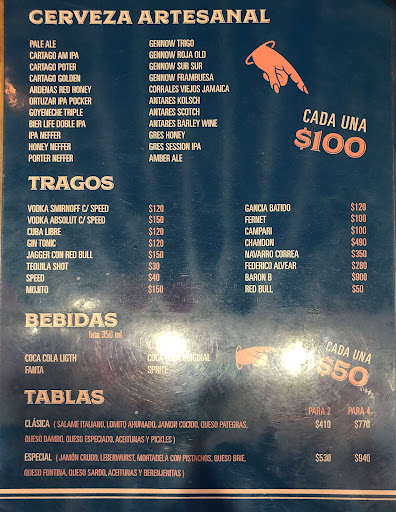 CERVEZA ARTESANAL
PALE ALE
CARTAGO AM IPA
CARTAGO POTER
CARTAGO GOLDEN
ARDENAS RED HONEY
ORTUZAR IPA POCKER
GOYENECHE TRIPLE
BIER LIFE DOBLE IPA
IPA NEFFER
HONEY NEFFER
PORTER NEFFER
GENNOW TRIGO
GENNOW ROJA OLD
GENNOW SUR SUR
GENNOW FRAMBUESA
CORRALES VIEJOS JAMAICA
ANTARES KOLSCH
ANTARES SCOTCH
ANTARES BARLEY WINE
GRES HONEY
GRES SESSION IPA
AMBER ALE
CADA UNA
$100
TRAGOS
VODKA SMIRNOFF C/ SPEED $120
VODKA ABSOLUT C/ SPEED $150
CUBA LIBRE $120
GIN TONIC $120
JAGGER CON RED BULL $150
TEQUILA SHOT $30
SPEED $40
MOJITO $150
GANCIA BATIDO $120
FERNET $100
CAMPARI $100
CHANDON $490
NAVARRO CORREA $350
FEDERICO ALVEAR $280
BARON B $900
RED BULL $50
BEBIDAS
lata 350 ml
COCA COLA LIGTH
FANTA
COCA COLA ORIGINAL
SPRITE
CADA UNA
$50
TABLAS
PARA 2 PARA 4
CLÁSICA ( SALAME ITALIANO, LOMITO AHUMADO, JAMON COCIDO, QUESO PATEGRAS, $410 $770
QUESO DAMBO, QUESO ESPECIADO, ACEITUNAS Y PICKLES )
ESPECIAL ( JAMÓN CRUDO, LEBERWURST, MORTADELA CON PISTACHOS, QUESO BRIE, $530 $940
QUESO FONTINA, QUESO SARDO, ACEITUNAS Y BERENJENITAS )